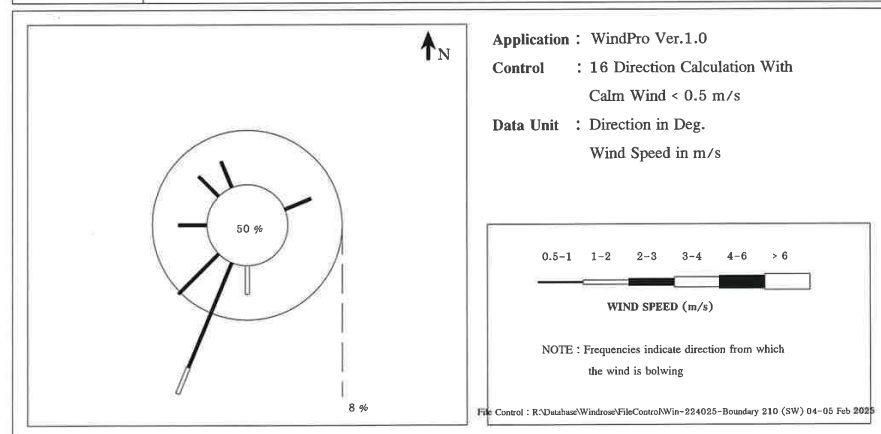 N
Application : WindPro Ver.1.0
Control : 16 Direction Calculation With
Calm Wind < 0.5 m/s
Data Unit : Direction in Deg.
Wind Speed in m/s
50 %
8 %
0.5-1 1-2 2-3 3-4 4-6 > 6
WIND SPEED (m/s)
NOTE : Frequencies indicate direction from which
the wind is bolwing
File Control : R:\Database\Windrose\FileControl\Win-224025-Boundary 210 (SW) 04-05 Feb 2025